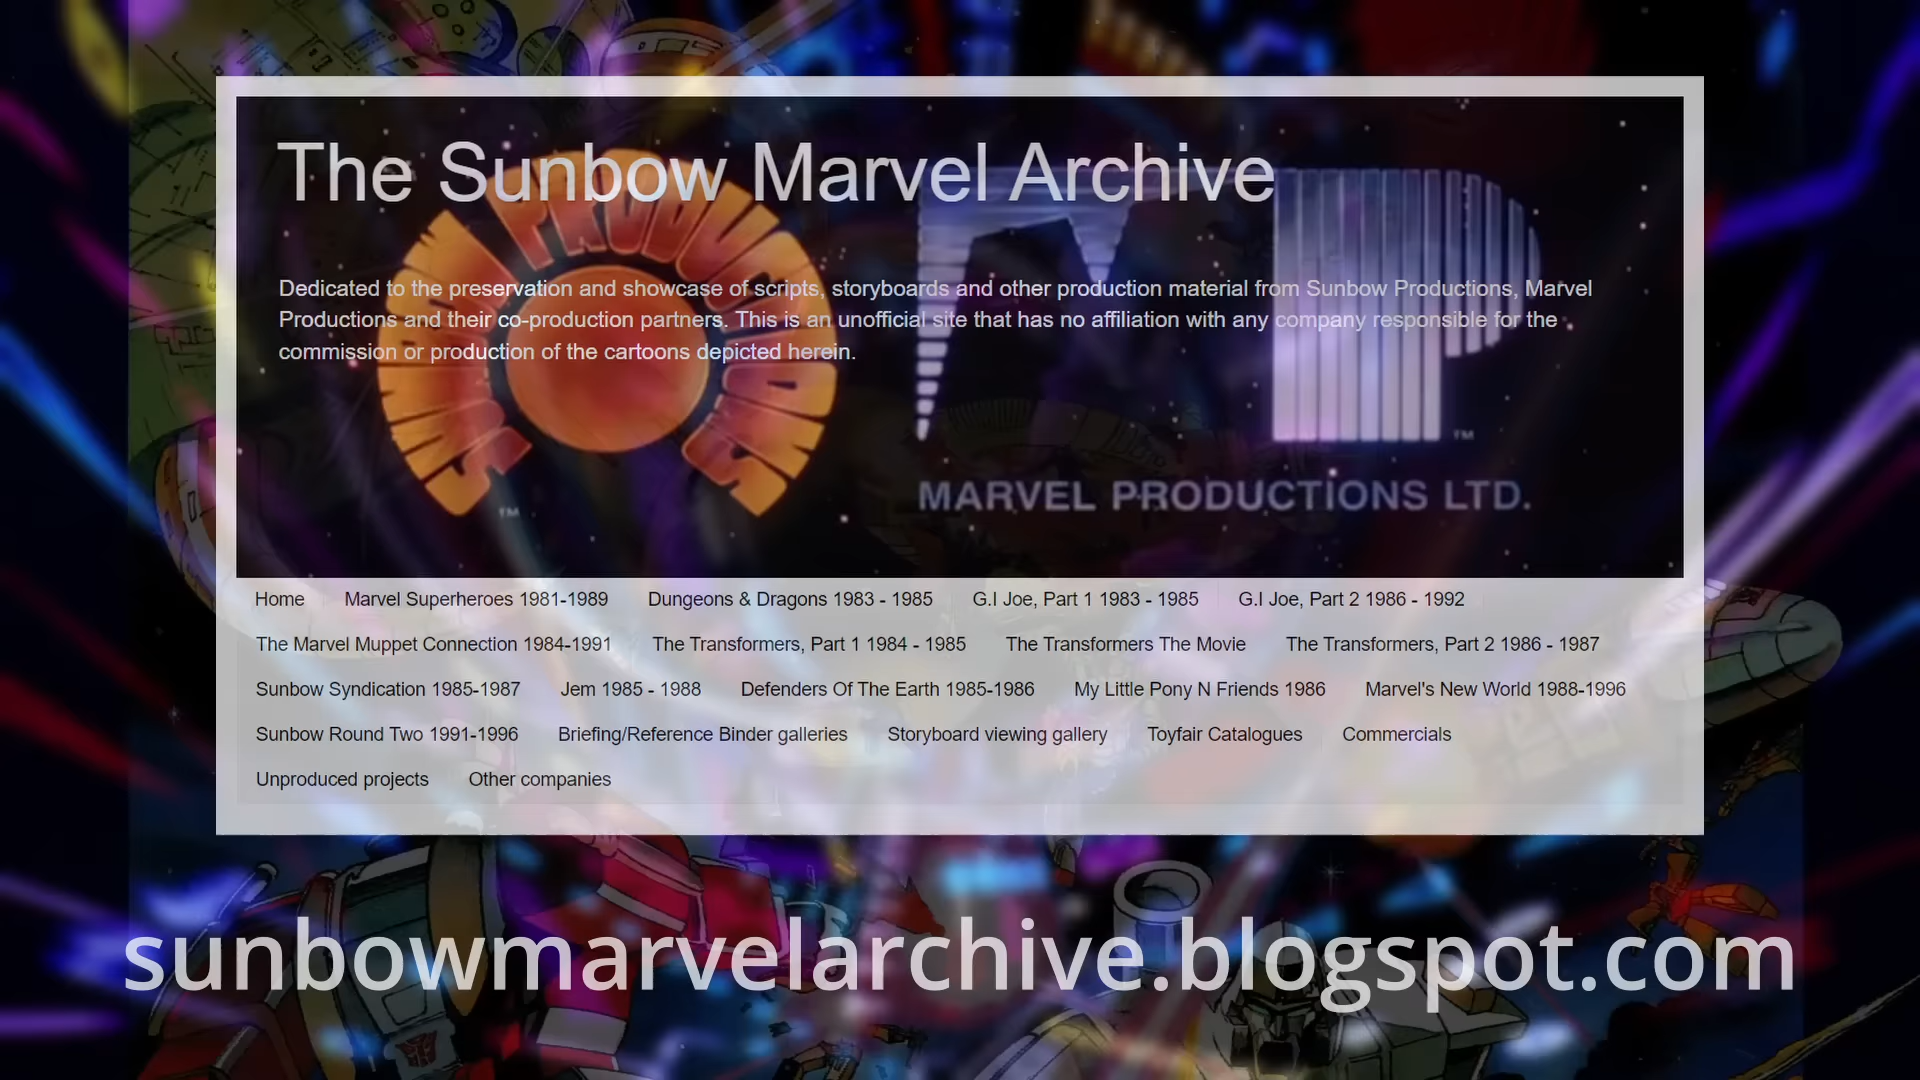 The Sunbow Marvel Archive
Dedicated to the preservation and showcase of scripts, storyboards and other production material from Sunbow Productions, Marvel
Productions and their co-production partners. This is an unofficial site that has no affiliation with any company responsible for the
commission or production of the cartoons depicted herein.
SUNBOW PRODUCTIONS
TM
MP
TM
MARVEL PRODUCTIONS LTD.
Home Marvel Superheroes 1981-1989 Dungeons & Dragons 1983 - 1985 G.I Joe, Part 1 1983 - 1985 G.I Joe, Part 2 1986 - 1992
The Marvel Muppet Connection 1984-1991 The Transformers, Part 1 1984 - 1985 The Transformers The Movie The Transformers, Part 2 1986 - 1987
Sunbow Syndication 1985-1987 Jem 1985 - 1988 Defenders Of The Earth 1985-1986 My Little Pony N Friends 1986 Marvel's New World 1988-1996
Sunbow Round Two 1991-1996 Briefing/Reference Binder galleries Storyboard viewing gallery Toyfair Catalogues Commercials
Unproduced projects Other companies
sunbowmarvelarchive.blogspot.com